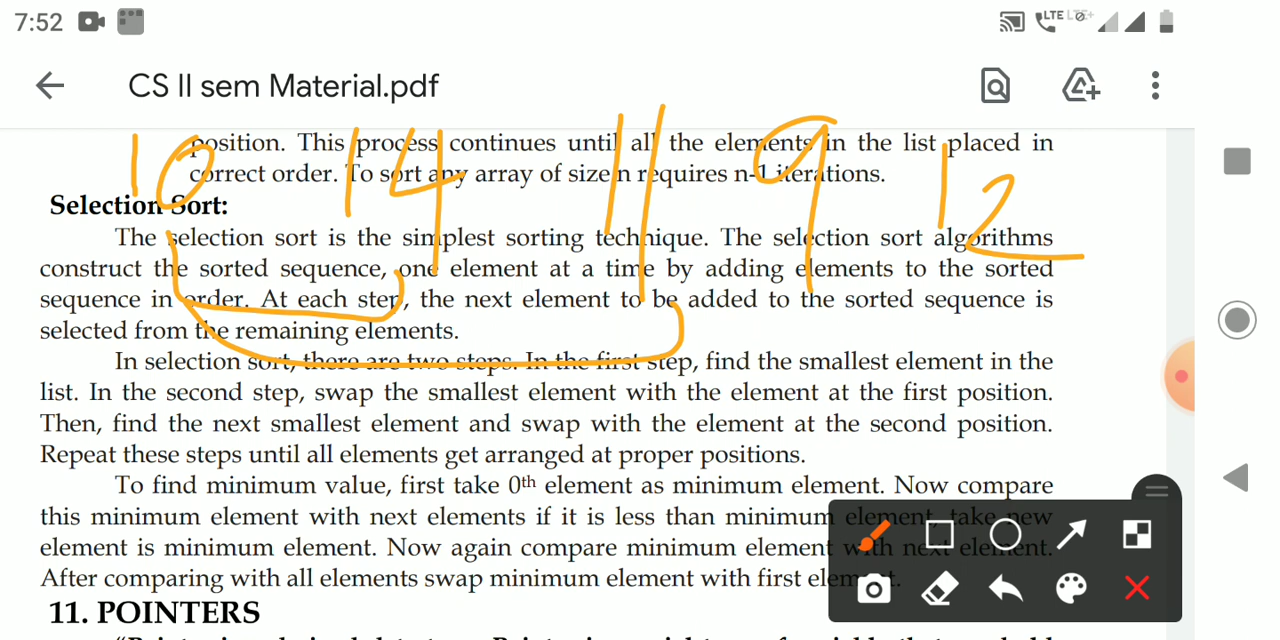 7:52 LTE LTE+
CS II sem Material.pdf
10 14 11 9 12
position. This process continues until all the elements in the list placed in
correct order. To sort any array of size n requires n-1 iterations.
Selection Sort:
The selection sort is the simplest sorting technique. The selection sort algorithms
construct the sorted sequence, one element at a time by adding elements to the sorted
sequence in order. At each step, the next element to be added to the sorted sequence is
selected from the remaining elements.
In selection sort, there are two steps. In the first step, find the smallest element in the
list. In the second step, swap the smallest element with the element at the first position.
Then, find the next smallest element and swap with the element at the second position.
Repeat these steps until all elements get arranged at proper positions.
To find minimum value, first take 0th element as minimum element. Now compare
this minimum element with next elements if it is less than minimum element, take new
element is minimum element. Now again compare minimum element with next element.
After comparing with all elements swap minimum element with first element.
11. POINTERS